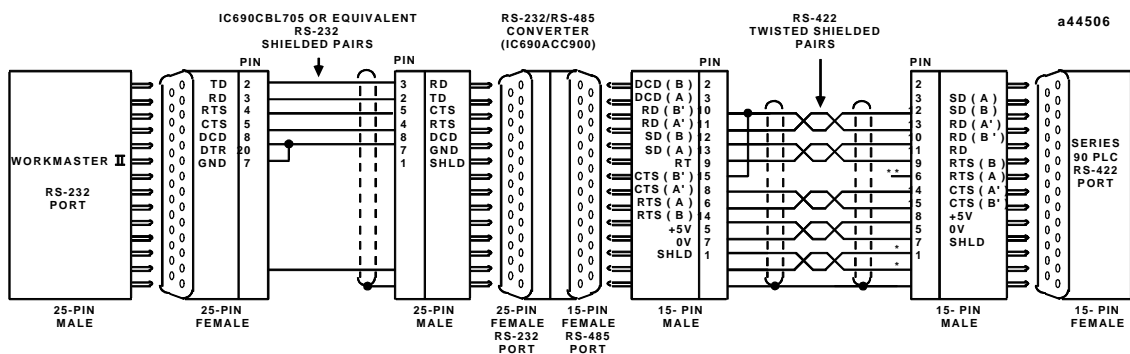 IC690CBL705 OR EQUIVALENT
RS-232
SHIELDED PAIRS
RS-232/RS-485
CONVERTER
(IC690ACC900)
RS-422
TWISTED SHIELDED
PAIRS
a44506
WORKMASTER II
RS-232
PORT
PIN
TD 2
RD 3
RTS 4
CTS 5
DCD 8
DTR 20
GND 7
PIN
3 RD
2 TD
5 CTS
4 RTS
8 DCD
7 GND
1 SHLD
PIN
DCD ( B ) 2
DCD ( A ) 3
RD ( B' ) 10
RD ( A' ) 11
SD ( B ) 12
SD ( A ) 13
RT 9
CTS ( B' ) 15
CTS ( A' ) 8
RTS ( A ) 6
RTS ( B ) 14
+5V 5
0V 7
SHLD 1
PIN
2
3 SD ( A )
2 SD ( B )
3 RD ( A' )
0 RD ( B' )
1 RD
9 RTS ( B )
* * 6 RTS ( A )
4 CTS ( A' )
5 CTS ( B' )
8 +5V
5 0V
7 SHLD
* 1
*
SERIES
90 PLC
RS-422
PORT
25-PIN
MALE
25-PIN
FEMALE
25-PIN
MALE
25-PIN
FEMALE
RS-232
PORT
15-PIN
FEMALE
RS-485
PORT
15- PIN
MALE
15- PIN
MALE
15- PIN
FEMALE